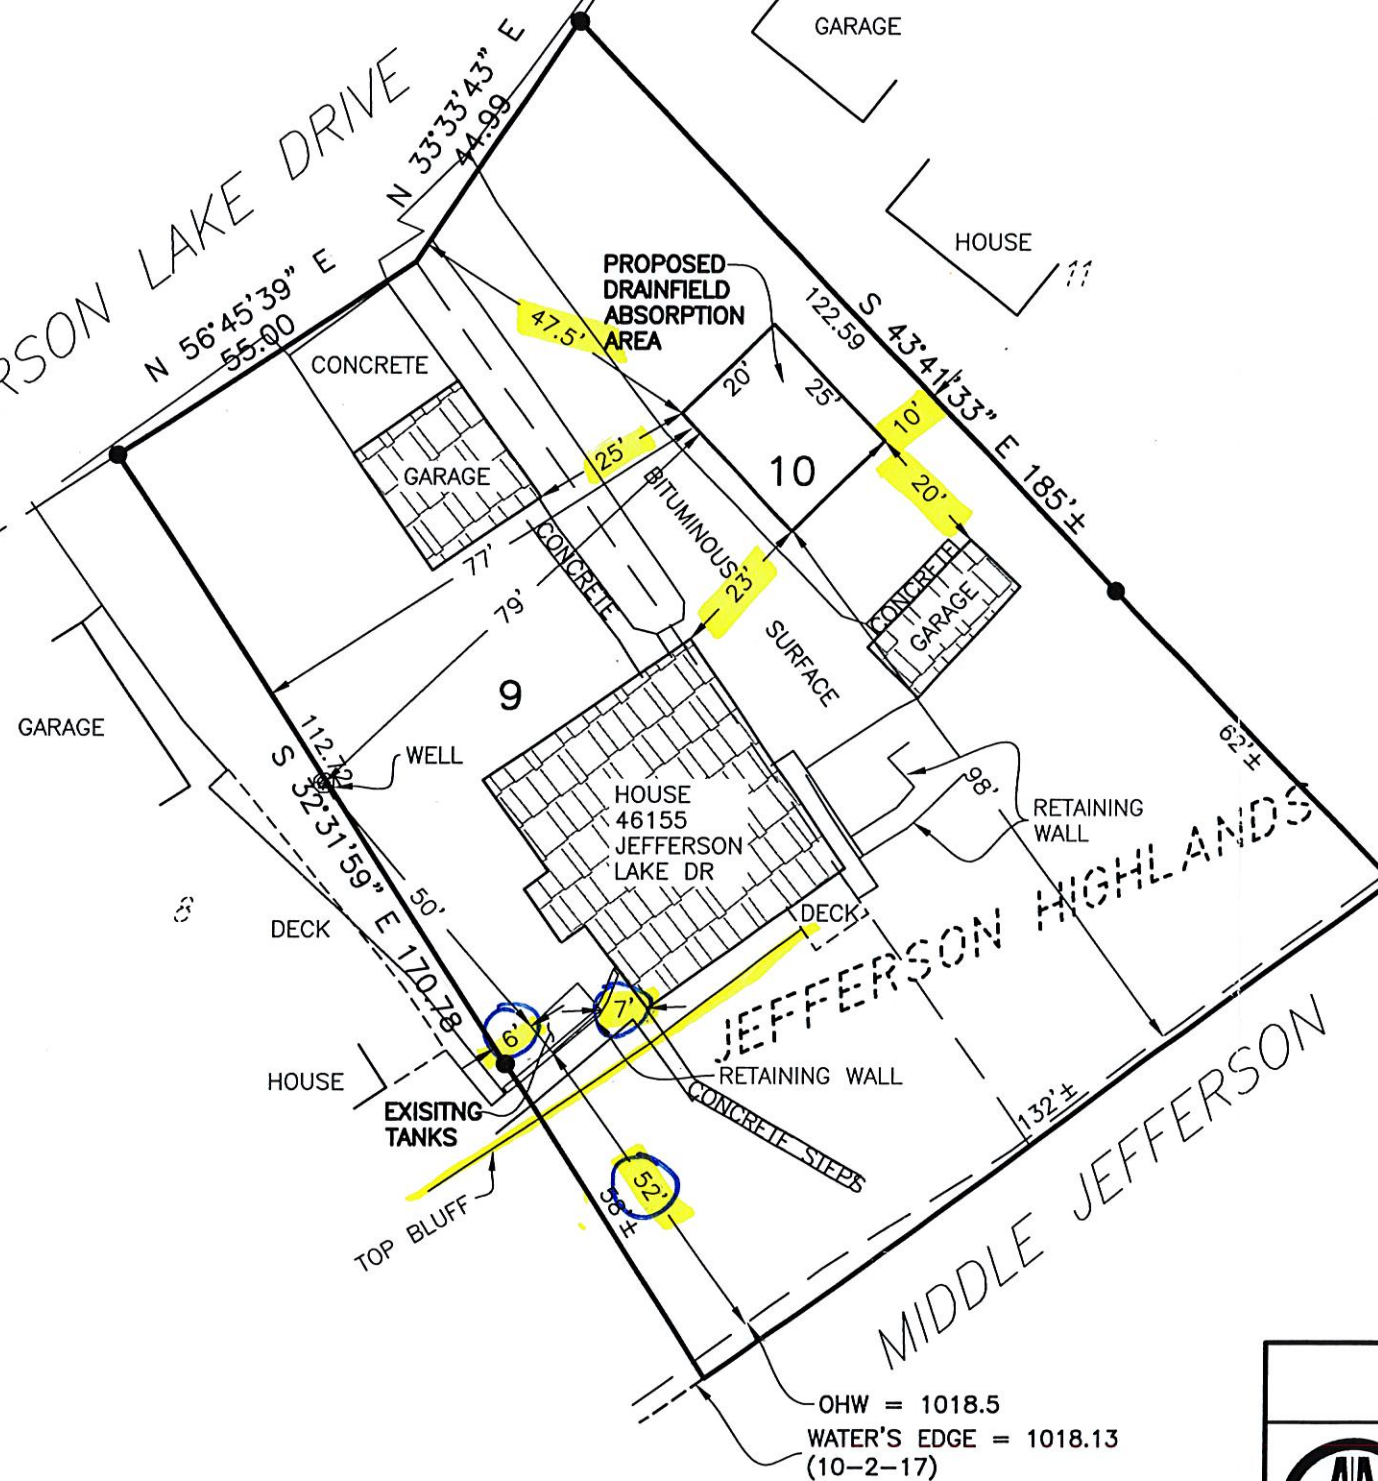 GARAGE
RSON LAKE DRIVE
N 33°33'43" E
44.99
HOUSE
11
N 56°45'39" E
55.00
PROPOSED
DRAINFIELD
ABSORPTION
AREA
47.5'
CONCRETE
122.59
S 43°41'33" E 185'±
20'
25'
10'
GARAGE
25'
10
20'
BITUMINOUS
SURFACE
CONCRETE
77'
79'
23'
CONCRETE
GARAGE
9
GARAGE
112.72
S 32°31'59" E 170.78
WELL
62'±
HOUSE
46155
JEFFERSON
LAKE DR
98'
RETAINING
WALL
8
DECK
50'
DECK
JEFFERSON HIGHLANDS
6'
7'
HOUSE
RETAINING WALL
EXISITNG
TANKS
CONCRETE STEPS
132'±
52'
58'±
TOP BLUFF
MIDDLE JEFFERSON
OHW = 1018.5
WATER'S EDGE = 1018.13
(10-2-17)